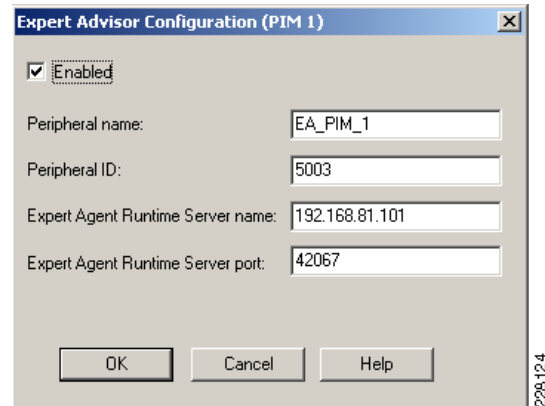 Expert Advisor Configuration (PIM 1)
Enabled
Peripheral name: EA_PIM_1
Peripheral ID: 5003
Expert Agent Runtime Server name: 192.168.81.101
Expert Agent Runtime Server port: 42067
OK Cancel Help
228124